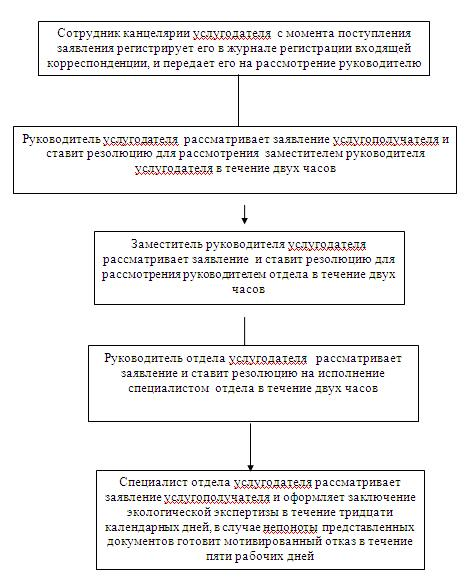 Сотрудник канцелярии услугодателя с момента поступления
заявления регистрирует его в журнале регистрации входящей
корреспонденции, и передает его на рассмотрение руководителю
Руководитель услугодателя рассматривает заявление услугополучателя и
ставит резолюцию для рассмотрения заместителем руководителя
услугодателя в течение двух часов
Заместитель руководителя услугодателя
рассматривает заявление и ставит резолюцию для
рассмотрения руководителем отдела в течение двух
часов
Руководитель отдела услугодателя рассматривает
заявление и ставит резолюцию на исполнение
специалистом отдела в течение двух часов
Специалист отдела услугодателя рассматривает
заявление услугополучателя и оформляет заключение
экологической экспертизы в течение тридцати
календарных дней, в случае непоноты представленных
документов готовит мотивированный отказ в течение
пяти рабочих дней